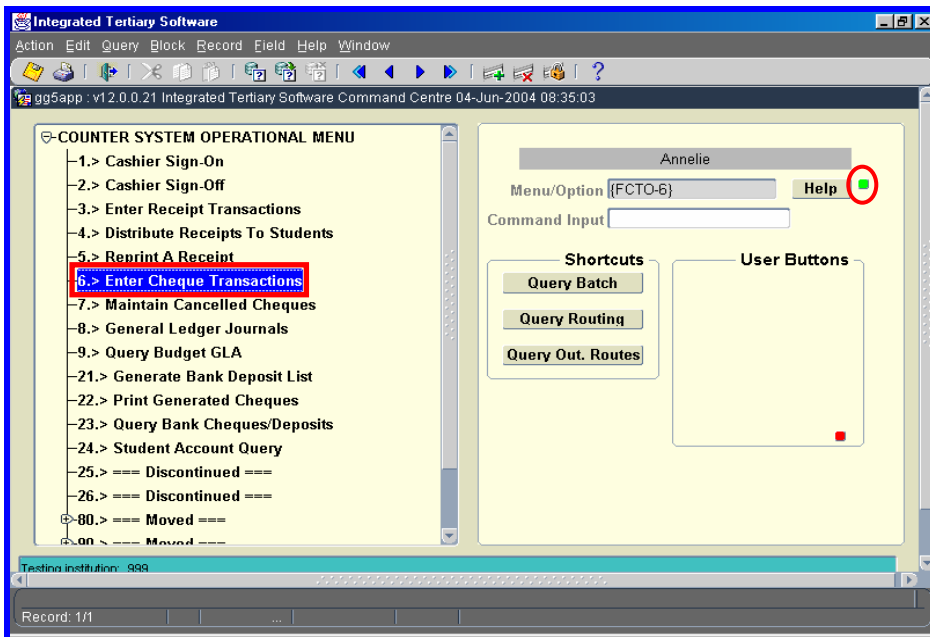 Integrated Tertiary Software
Action Edit Query Block Record Field Help Window
gg5app : v12.0.0.21 Integrated Tertiary Software Command Centre 04-Jun-2004 08:35:03
COUNTER SYSTEM OPERATIONAL MENU
1.> Cashier Sign-On
2.> Cashier Sign-Off
3.> Enter Receipt Transactions
4.> Distribute Receipts To Students
5.> Reprint A Receipt
6.> Enter Cheque Transactions
7.> Maintain Cancelled Cheques
8.> General Ledger Journals
9.> Query Budget GLA
21.> Generate Bank Deposit List
22.> Print Generated Cheques
23.> Query Bank Cheques/Deposits
24.> Student Account Query
25.> === Discontinued ===
26.> === Discontinued ===
80.> === Moved ===
90.> === Moved ===
Annelie
Menu/Option {FCTO-6} Help
Command Input
Shortcuts
Query Batch
Query Routing
Query Out. Routes
User Buttons
Testing institution: 999
Record: 1/1 ...